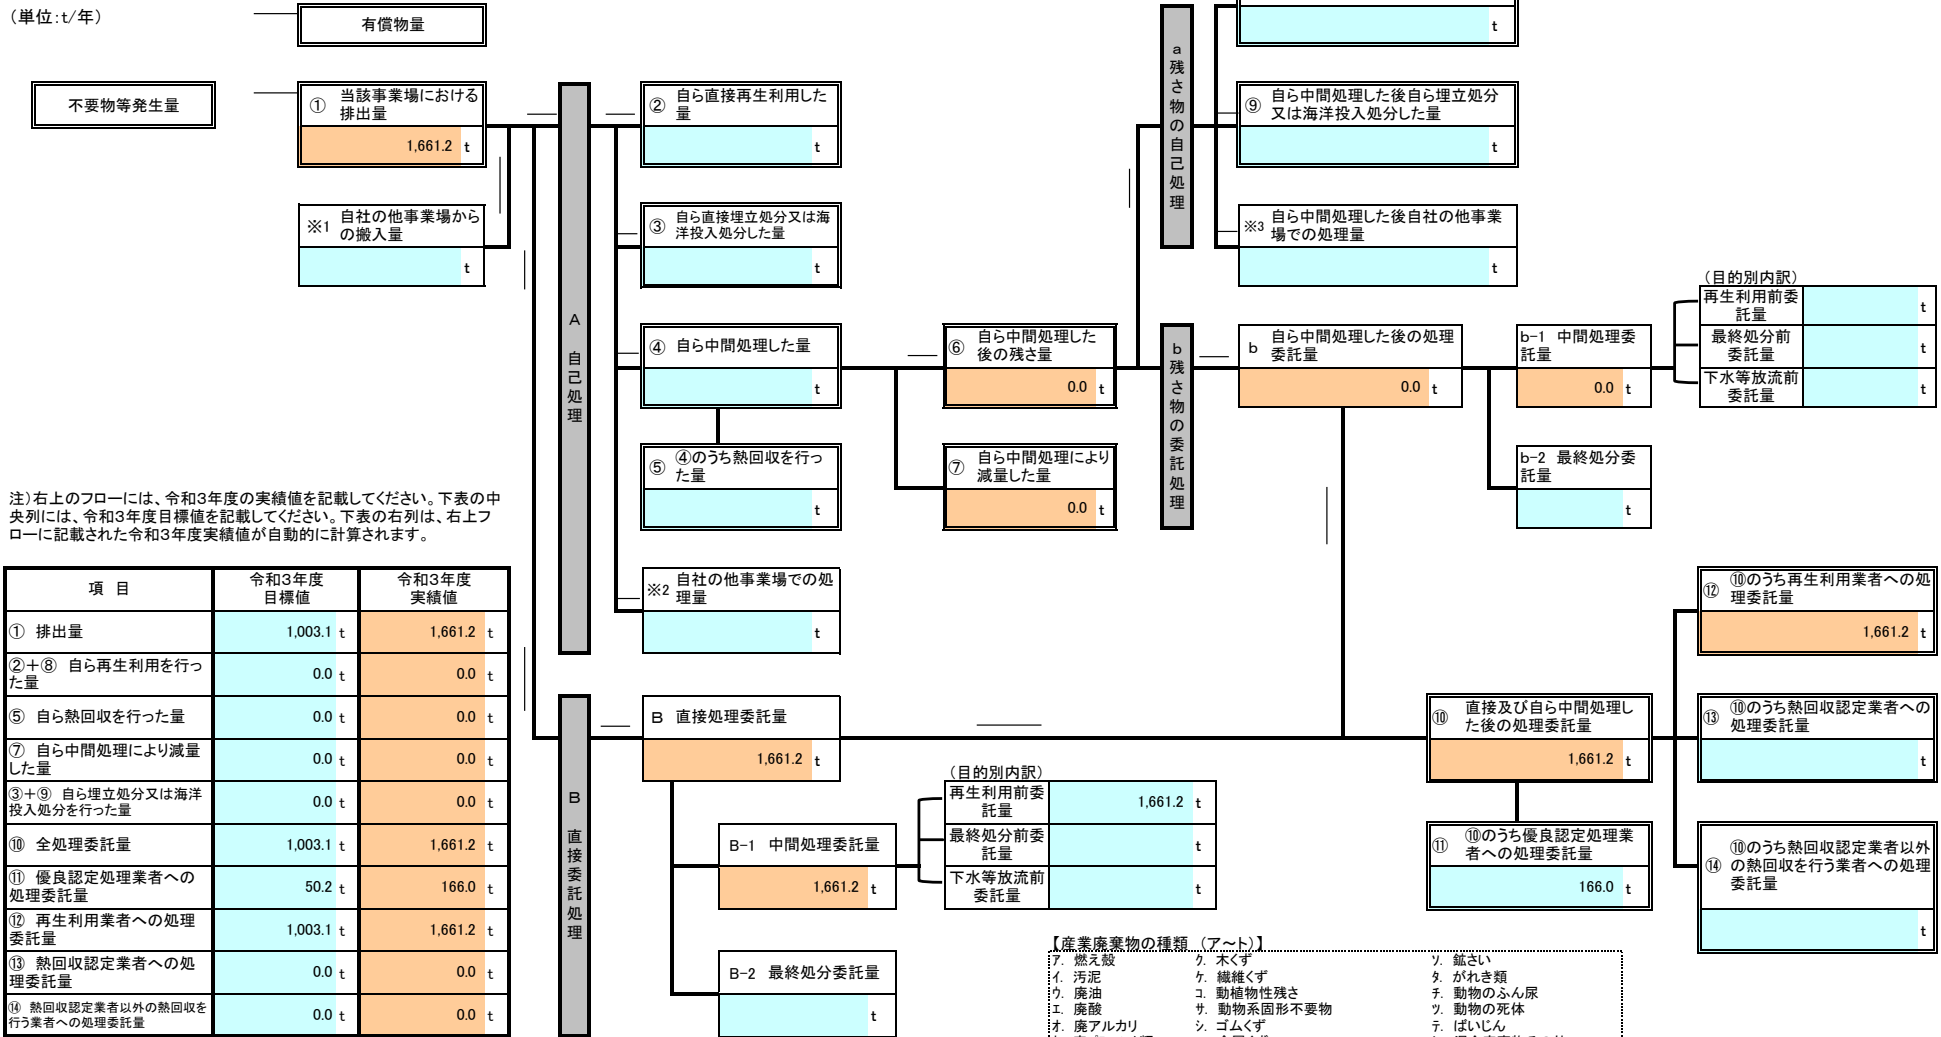 （単位:t/年）
有償物量
t
不要物等発生量
① 当該事業場における
排出量
1,661.2 t
② 自ら直接再生利用した
量
t
a 残さ物の自己処理
⑨ 自ら中間処理した後自ら埋立処分
又は海洋投入処分した量
t
※1 自社の他事業場から
の搬入量
t
③ 自ら直接埋立処分又は海
洋投入処分した量
t
※3 自ら中間処理した後自社の他事業
場での処理量
t
A 自己処理
④ 自ら中間処理した量
t
⑥ 自ら中間処理した
後の残さ量
0.0 t
b 残さ物の委託処理
b 自ら中間処理した後の処理
委託量
0.0 t
b-1 中間処理委
託量
0.0 t
（目的別内訳）
再生利用前委
託量
t
最終処分前
委託量
t
下水等放流前
委託量
t
⑤ ④のうち熱回収を行っ
た量
t
⑦ 自ら中間処理により
減量した量
0.0 t
b-2 最終処分委
託量
t
注）右上のフローには、令和3年度の実績値を記載してください。下表の中
央列には、令和3年度目標値を記載してください。下表の右列は、右上フ
ローに記載された令和3年度実績値が自動的に計算されます。
※2 自社の他事業場での処
理量
t
項 目
令和3年度
目標値
令和3年度
実績値
① 排出量
1,003.1 t
1,661.2 t
②＋⑧ 自ら再生利用を行っ
た量
0.0 t
0.0 t
⑤ 自ら熱回収を行った量
0.0 t
0.0 t
⑦ 自ら中間処理により減量
した量
0.0 t
0.0 t
③＋⑨ 自ら埋立処分又は海洋
投入処分を行った量
0.0 t
0.0 t
⑩ 全処理委託量
1,003.1 t
1,661.2 t
⑪ 優良認定処理業者への
処理委託量
50.2 t
166.0 t
⑫ 再生利用業者への処理
委託量
1,003.1 t
1,661.2 t
⑬ 熱回収認定業者への処
理委託量
0.0 t
0.0 t
⑭ 熱回収認定業者以外の熱回収を
行う業者への処理委託量
0.0 t
0.0 t
B 直接委託処理
B 直接処理委託量
1,661.2 t
B-1 中間処理委託量
1,661.2 t
（目的別内訳）
再生利用前委
託量
1,661.2 t
最終処分前委
託量
t
下水等放流前
委託量
t
B-2 最終処分委託量
t
⑩ 直接及び自ら中間処理し
た後の処理委託量
1,661.2 t
⑪ ⑩のうち優良認定処理業
者への処理委託量
166.0 t
⑫ ⑩のうち再生利用業者への処
理委託量
1,661.2 t
⑬ ⑩のうち熱回収認定業者への
処理委託量
t
⑭ ⑩のうち熱回収認定業者以外
の熱回収を行う業者への処理
委託量
t
【産業廃棄物の種類 （ア～ト）】
ア. 燃え殻 ク. 木くず ソ. 鉱さい
イ. 汚泥 ケ. 繊維くず タ. がれき類
ウ. 廃油 コ. 動植物性残さ チ. 動物のふん尿
エ. 廃酸 サ. 動物系固形不要物 ツ. 動物の死体
オ. 廃アルカリ シ. ゴムくず テ. ばいじん